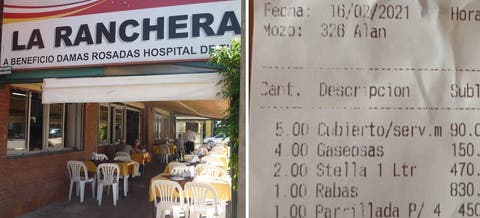 LA RANCHERA
A BENEFICIO DAMAS ROSADAS HOSPITAL DE
Fecha: 16/02/2021 Hora
Mozo: 326 Alan
Cant. Descripcion SubT
5.00 Cubierto/serv.m 90.0
4.00 Gaseosas 150.
2.00 Stella 1 Ltr 470.
1.00 Rabas 830.
1.00 Parrillada P/ 4 450